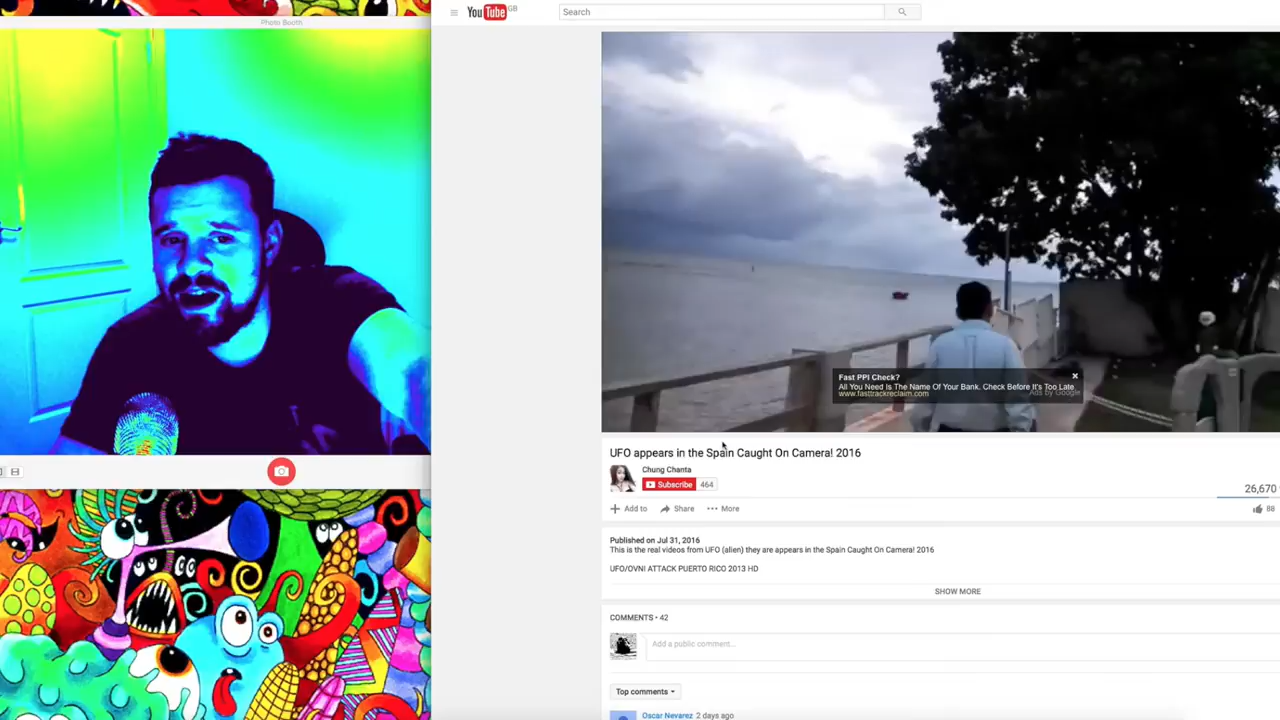 Photo Booth
YouTube GB
Search
Fast PPI Check?
All You Need Is The Name Of Your Bank. Check Before It's Too Late
www.fasttrackreclaim.com
Ads by Google
UFO appears in the Spain Caught On Camera! 2016
Chung Chanta
Subscribe 464
26,670
Add to Share More
88
Published on Jul 31, 2016
This is the real videos from UFO (alien) they are appears in the Spain Caught On Camera! 2016
UFO/OVNI ATTACK PUERTO RICO 2013 HD
SHOW MORE
COMMENTS • 42
Add a public comment...
Top comments
Oscar Nevarez 2 days ago